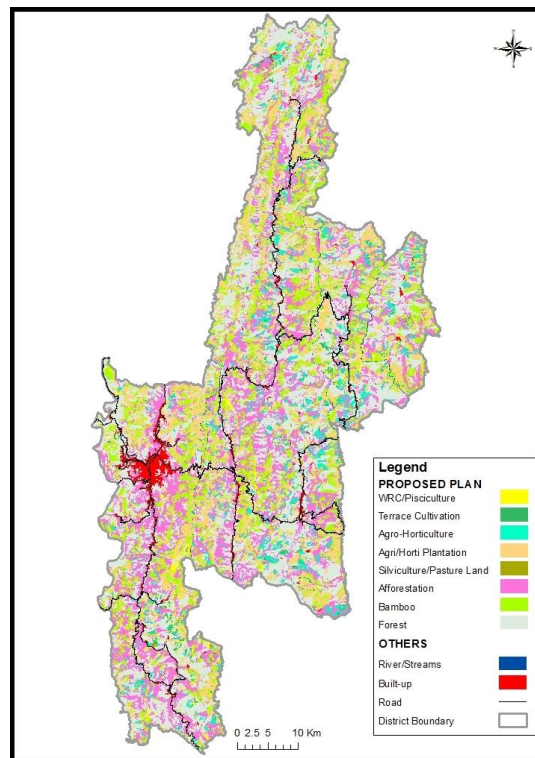 Legend
PROPOSED PLAN
WRC/Pisciculture
Terrace Cultivation
Agro-Horticulture
Agri/Horti Plantation
Silviculture/Pasture Land
Afforestation
Bamboo
Forest
OTHERS
River/Streams
Built-up
Road
District Boundary
0 2.5 5 10 Km